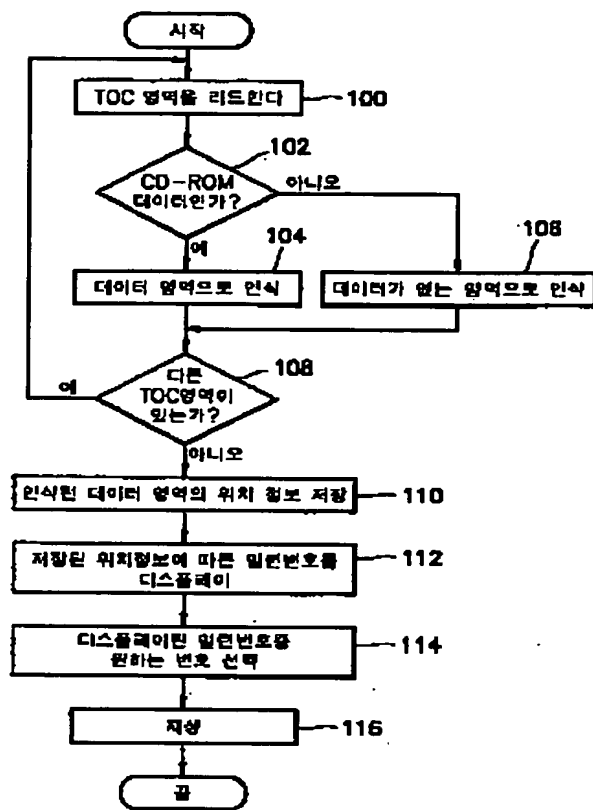 시작
TOC 영역을 리드한다
100
102
CD-ROM
데이터인가?
아니오
예
104
106
데이터 영역으로 인식
데이터가 없는 영역으로 인식
108
다른
TOC영역이
있는가?
예
아니오
인식된 데이터 영역의 위치 정보 저장
110
저장된 위치정보에 따른 일련번호를
디스플레이
112
디스플레이된 일련번호중
원하는 번호 선택
114
재생
116
끝